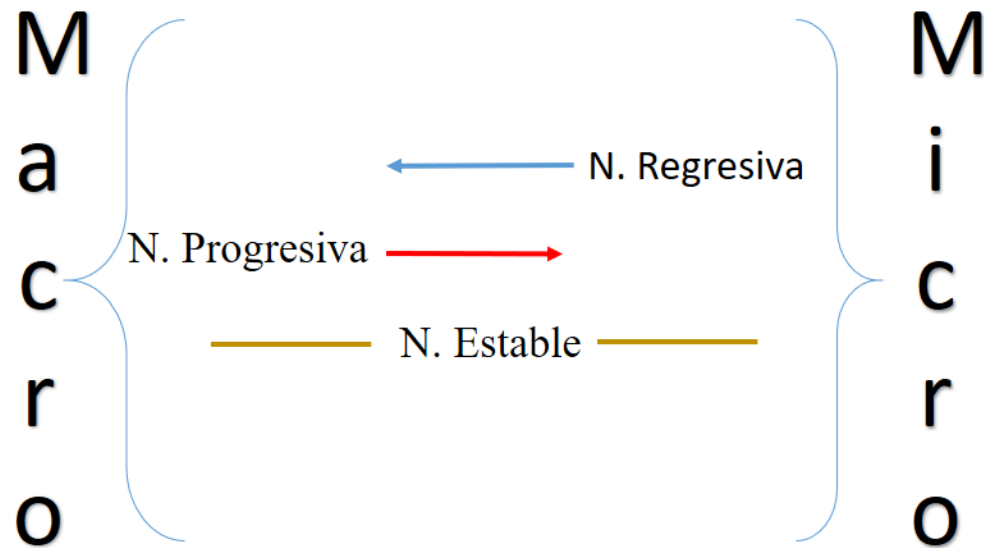 Macro
N. Regresiva
N. Progresiva
N. Estable
Micro